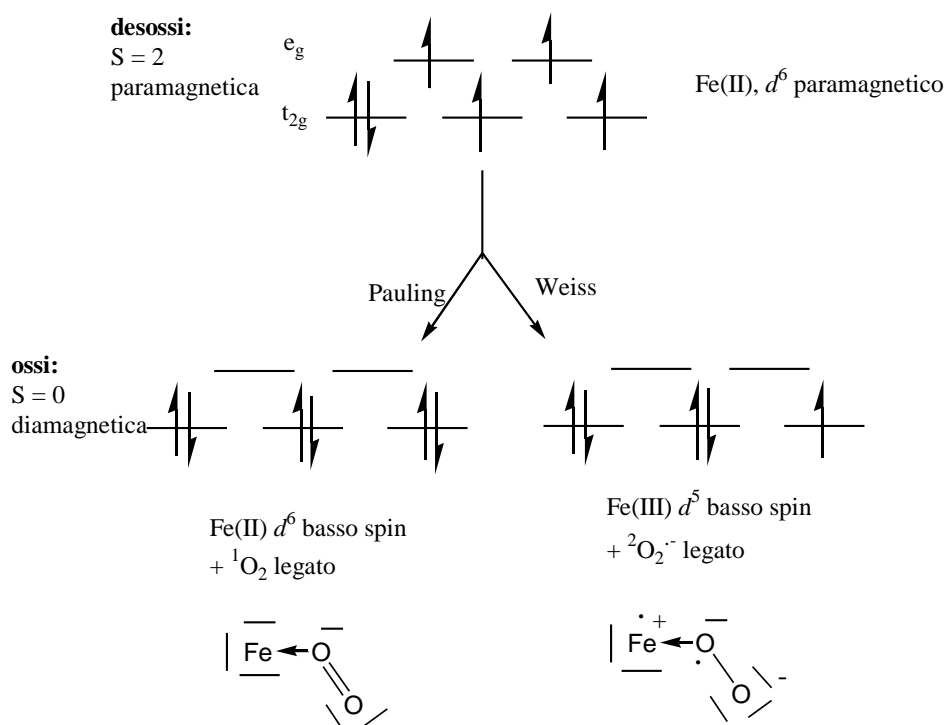 desossi:
S = 2
paramagnetica
e_g
t_2g
Fe(II), d^6 paramagnetico
Pauling
Weiss
ossi:
S = 0
diamagnetica
Fe(II) d^6 basso spin
+ ^1O_2 legato
Fe(III) d^5 basso spin
+ ^2O_2^·- legato
Fe
O
O
Fe
+
O
O
-